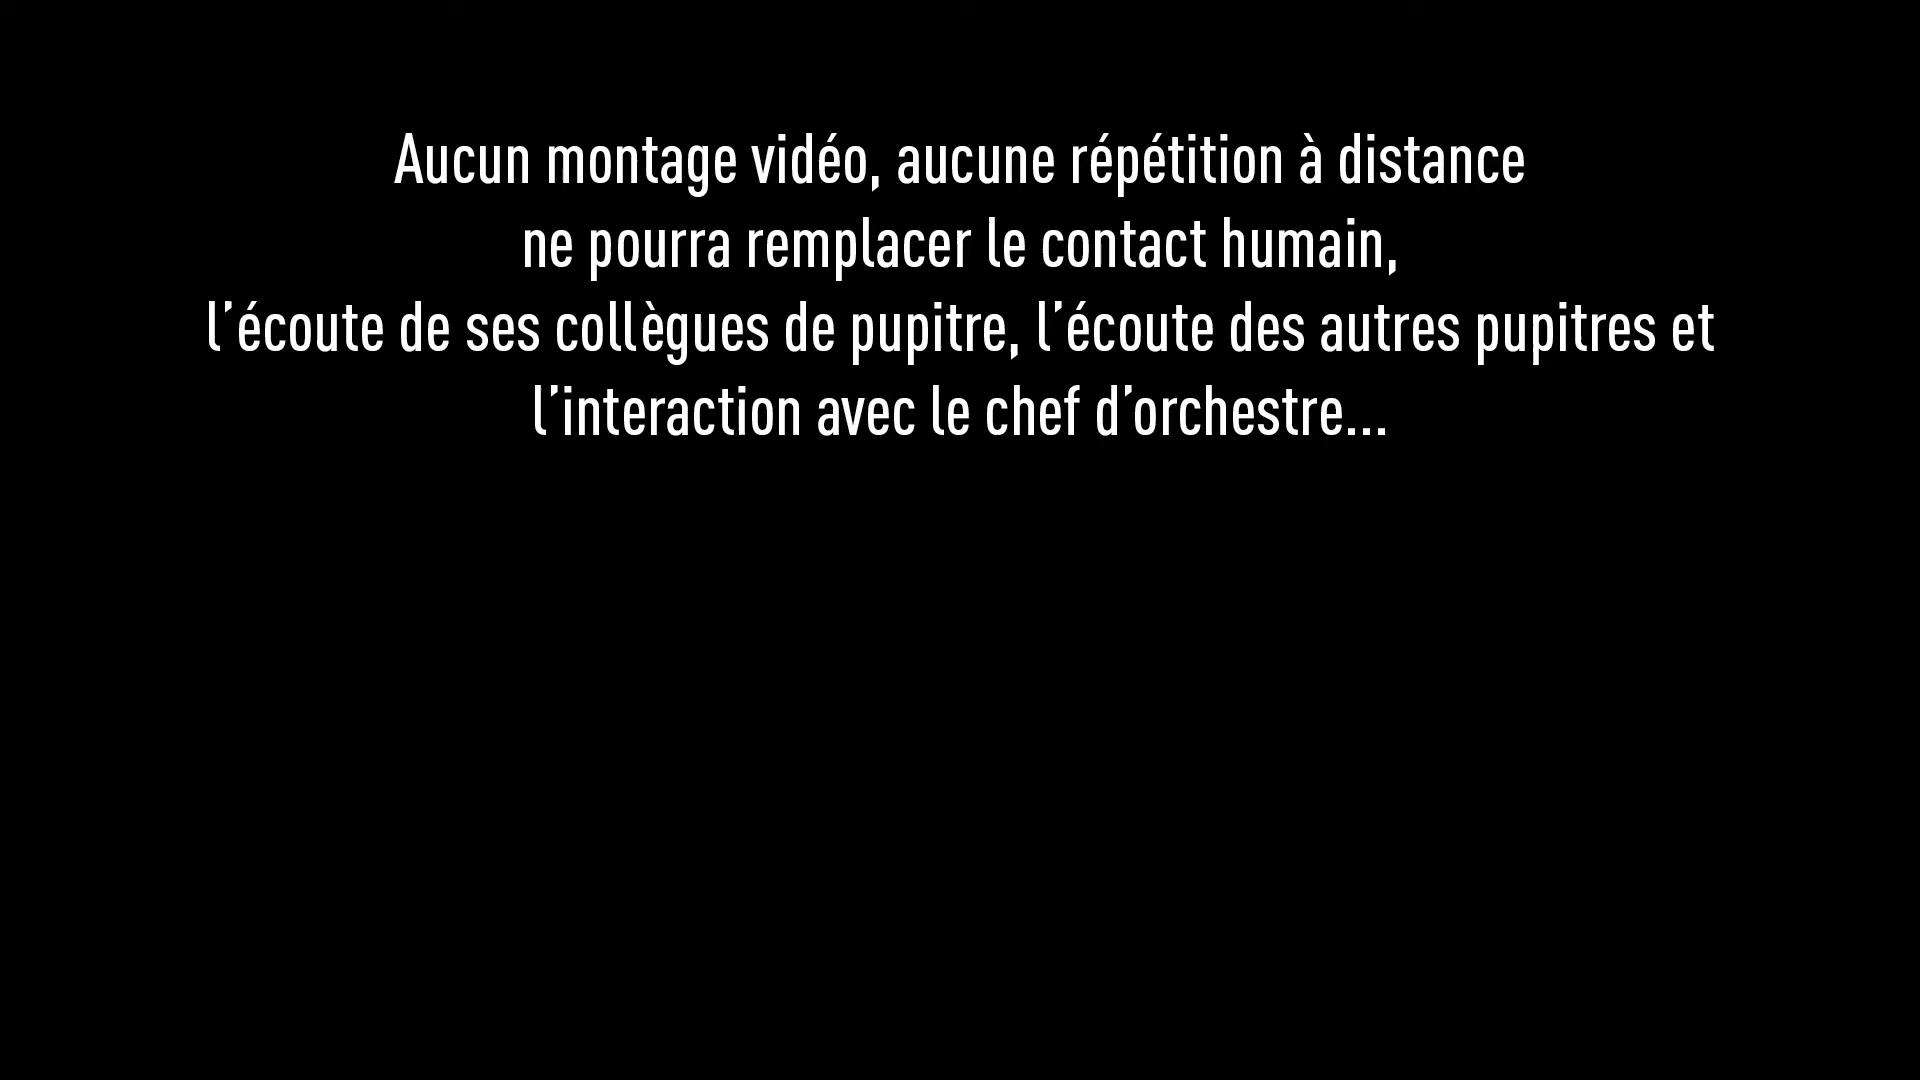 Aucun montage vidéo, aucune répétition à distance
ne pourra remplacer le contact humain,
l’écoute de ses collègues de pupitre, l’écoute des autres pupitres et
l’interaction avec le chef d’orchestre...